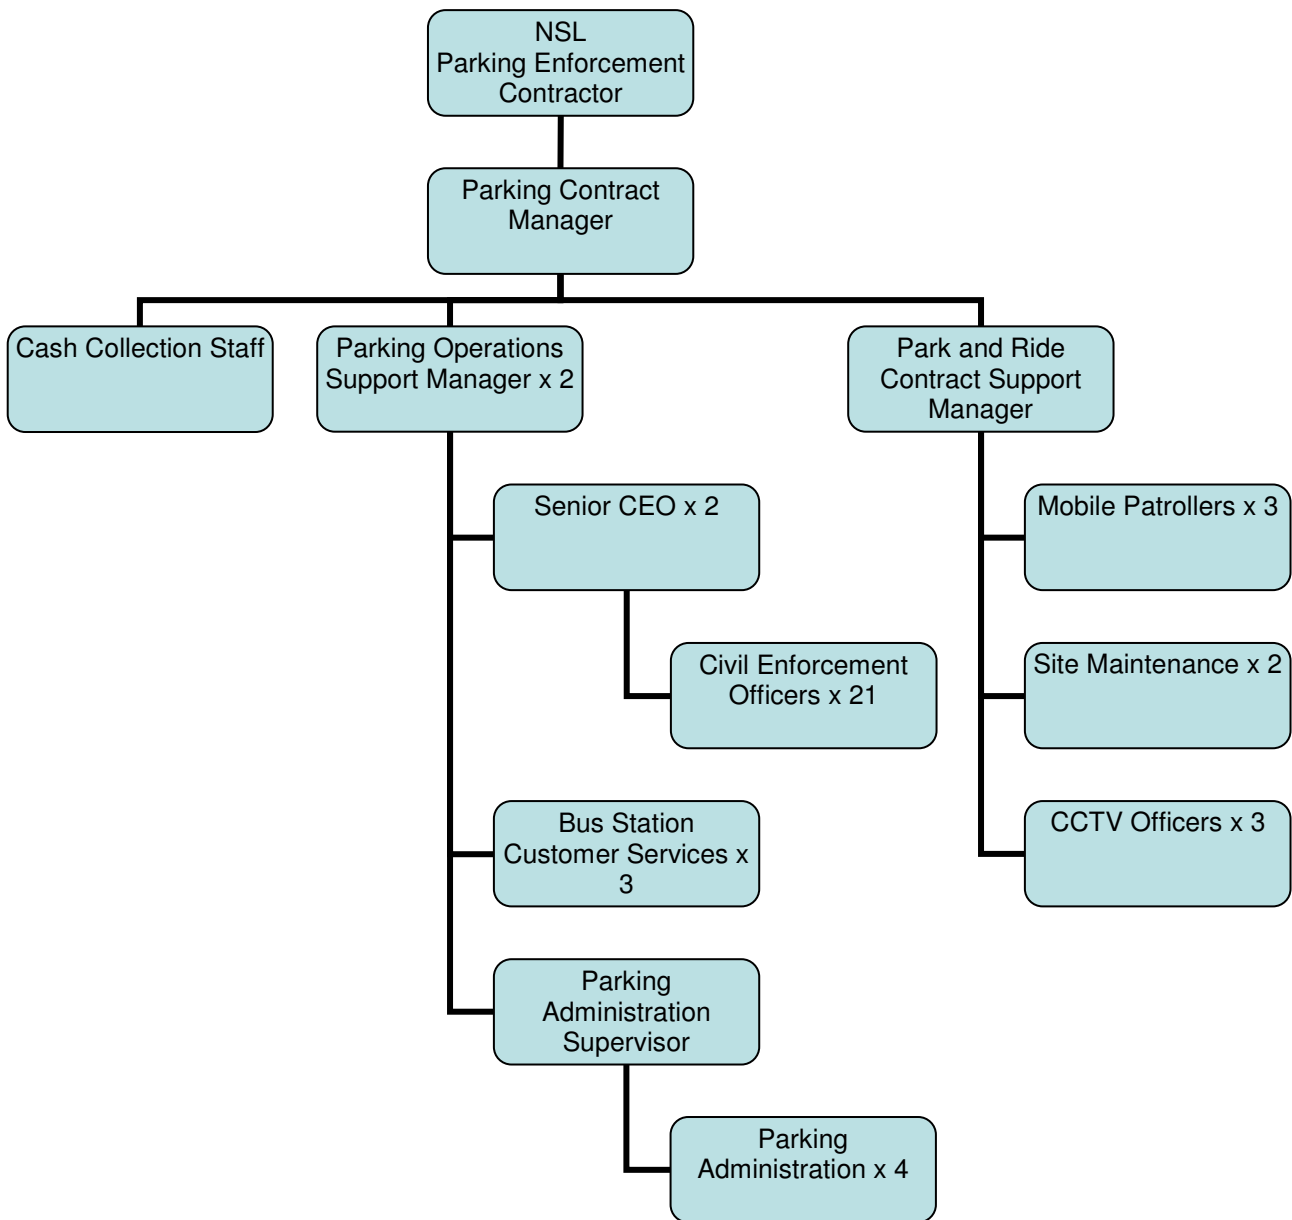 NSL
Parking Enforcement
Contractor
Parking Contract
Manager
Cash Collection Staff
Parking Operations
Support Manager x 2
Park and Ride
Contract Support
Manager
Senior CEO x 2
Mobile Patrollers x 3
Civil Enforcement
Officers x 21
Site Maintenance x 2
Bus Station
Customer Services x
3
CCTV Officers x 3
Parking
Administration
Supervisor
Parking
Administration x 4